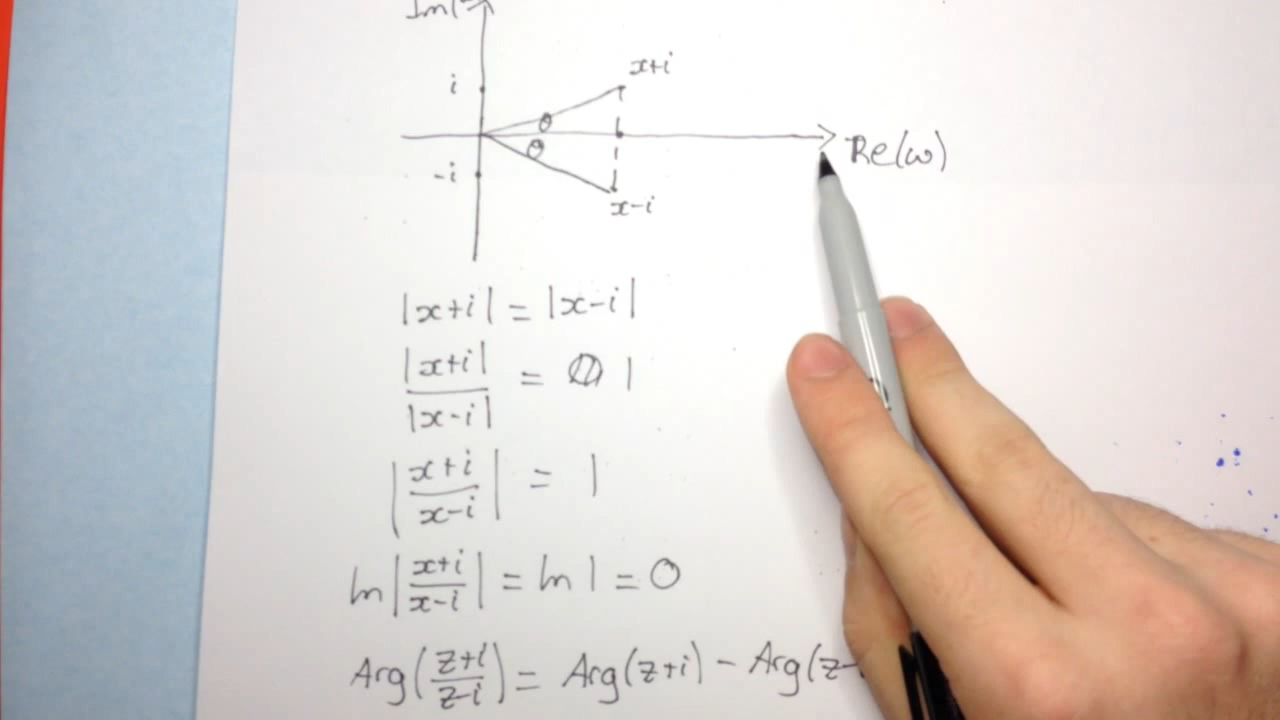 Im(
x+i
i
θ
Re(ω)
θ
-i
x-i
|x+i| = |x-i|
|x+i|
/|x-i| = 1
|x+i
/x-i| = 1
ln|x+i
/x-i| = ln 1 = 0
Arg(z+i
/z-i) = Arg(z+i) - Arg(z-